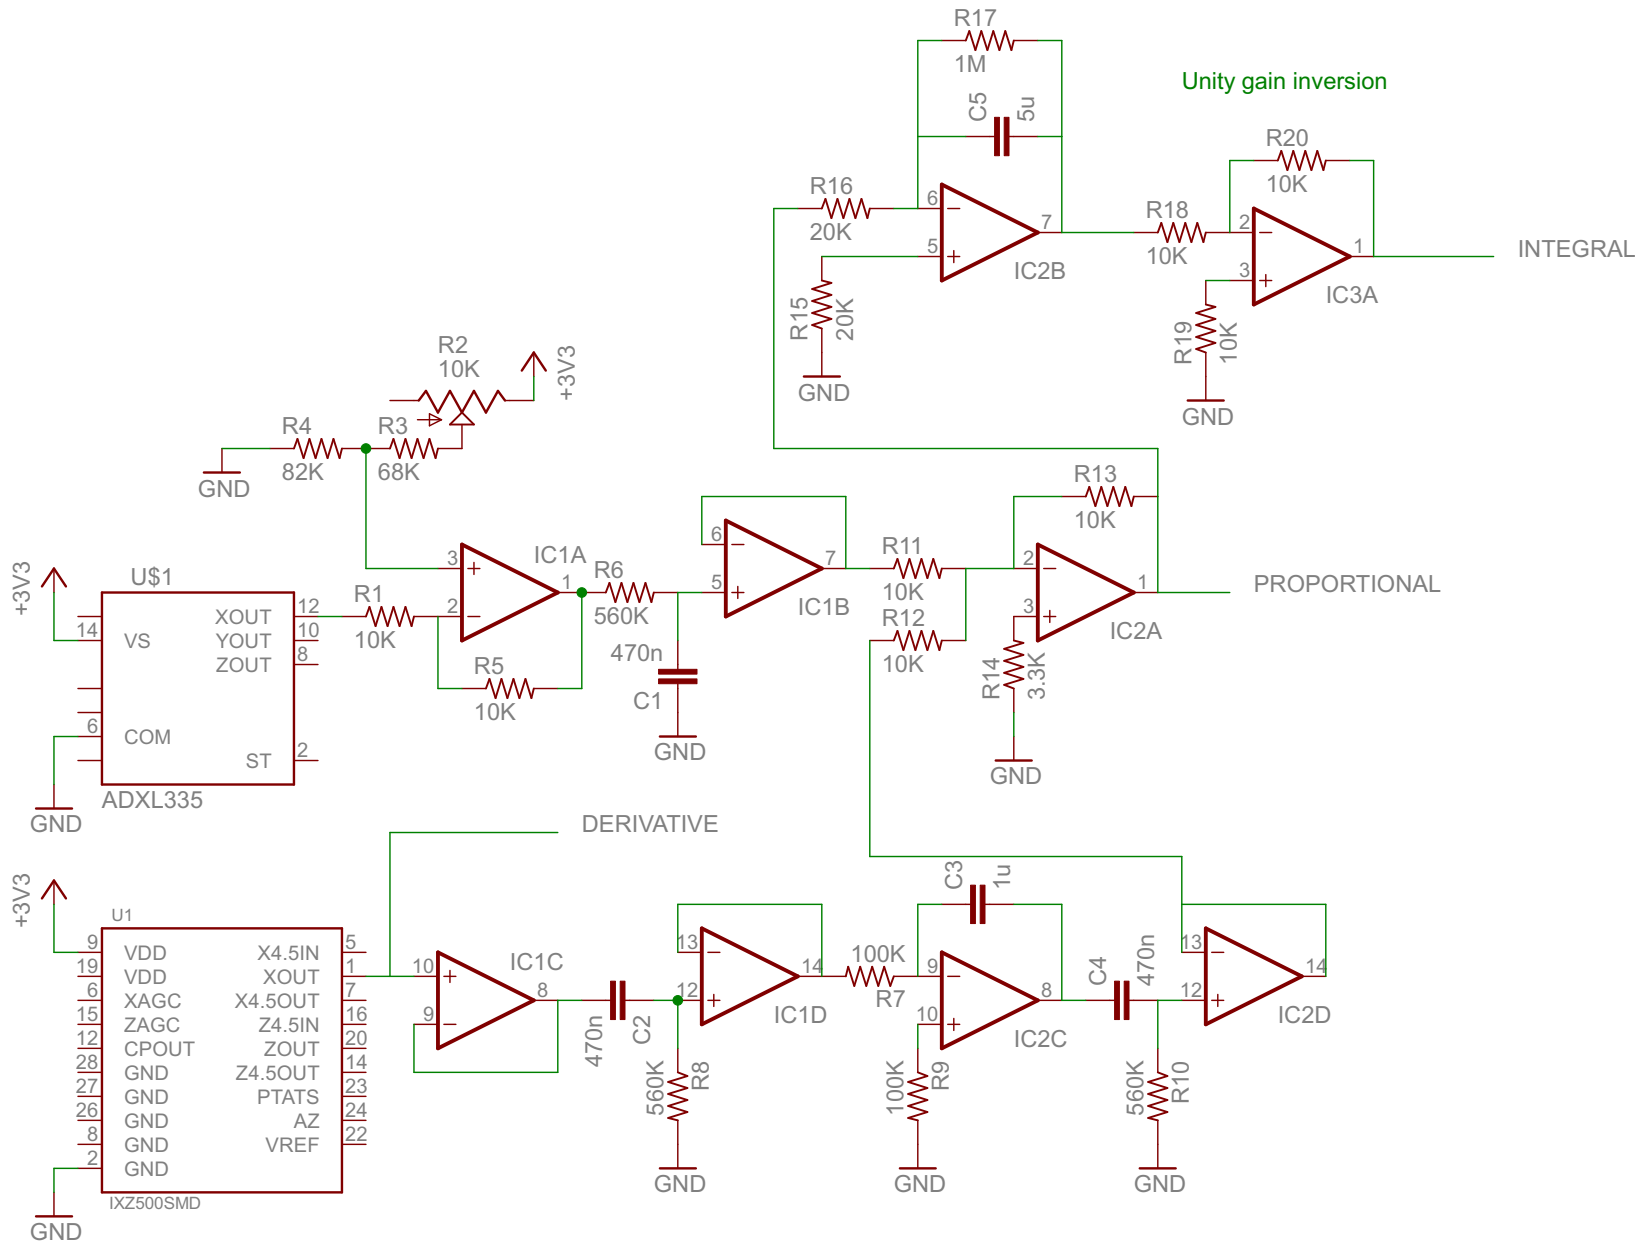 R17
1M
C5
5u
Unity gain inversion
R20
10K
R16
20K
6
5
7
IC2B
R15
20K
GND
R18
10K
2
3
1
IC3A
INTEGRAL
R19
10K
GND
R2
10K
+3V3
R4
82K
R3
68K
GND
R13
10K
+3V3
U$1
14
VS
6
COM
XOUT
12
YOUT
10
ZOUT
8
ST
2
ADXL335
GND
R1
10K
3
2
1
IC1A
R5
10K
R6
560K
470n
C1
GND
6
5
7
IC1B
R11
10K
R12
10K
2
3
1
IC2A
R14
3.3K
GND
PROPORTIONAL
DERIVATIVE
+3V3
U1
9
VDD
X4.5IN
5
19
VDD
XOUT
1
6
XAGC
X4.5OUT
7
15
ZAGC
Z4.5IN
16
12
CPOUT
ZOUT
20
28
GND
Z4.5OUT
14
27
GND
PTATS
23
26
GND
AZ
24
8
GND
VREF
22
2
GND
IXZ500SMD
GND
10
9
8
IC1C
470n
C2
13
12
14
IC1D
560K
R8
GND
100K
R7
C3
1u
9
10
8
IC2C
100K
R9
GND
C4
470n
13
12
14
IC2D
560K
R10
GND